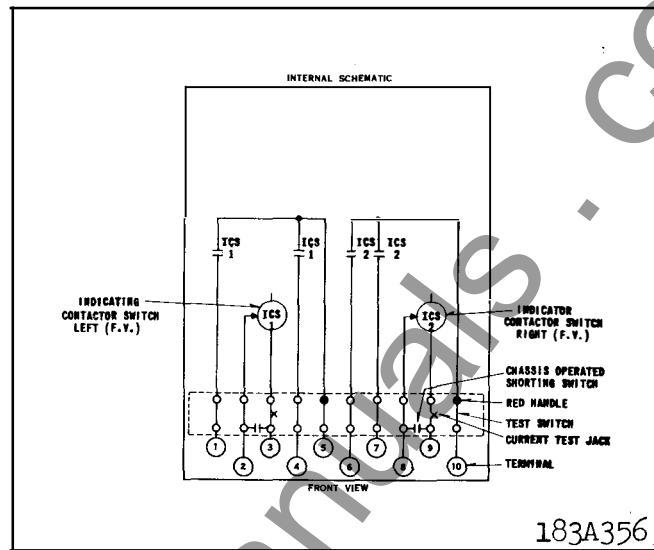 INTERNAL SCHEMATIC
ICS
1
ICS
1
ICS
2
ICS
2
INDICATING
CONTACTOR SWITCH
LEFT (F.V.)
ICS
1
ICS
2
INDICATOR
CONTACTOR SWITCH
RIGHT (F.V.)
CHASSIS OPERATED
SHORTING SWITCH
RED HANDLE
TEST SWITCH
CURRENT TEST JACK
TERMINAL
1
2
3
4
5
6
7
8
9
10
FRONT VIEW
183A356
nuals.co